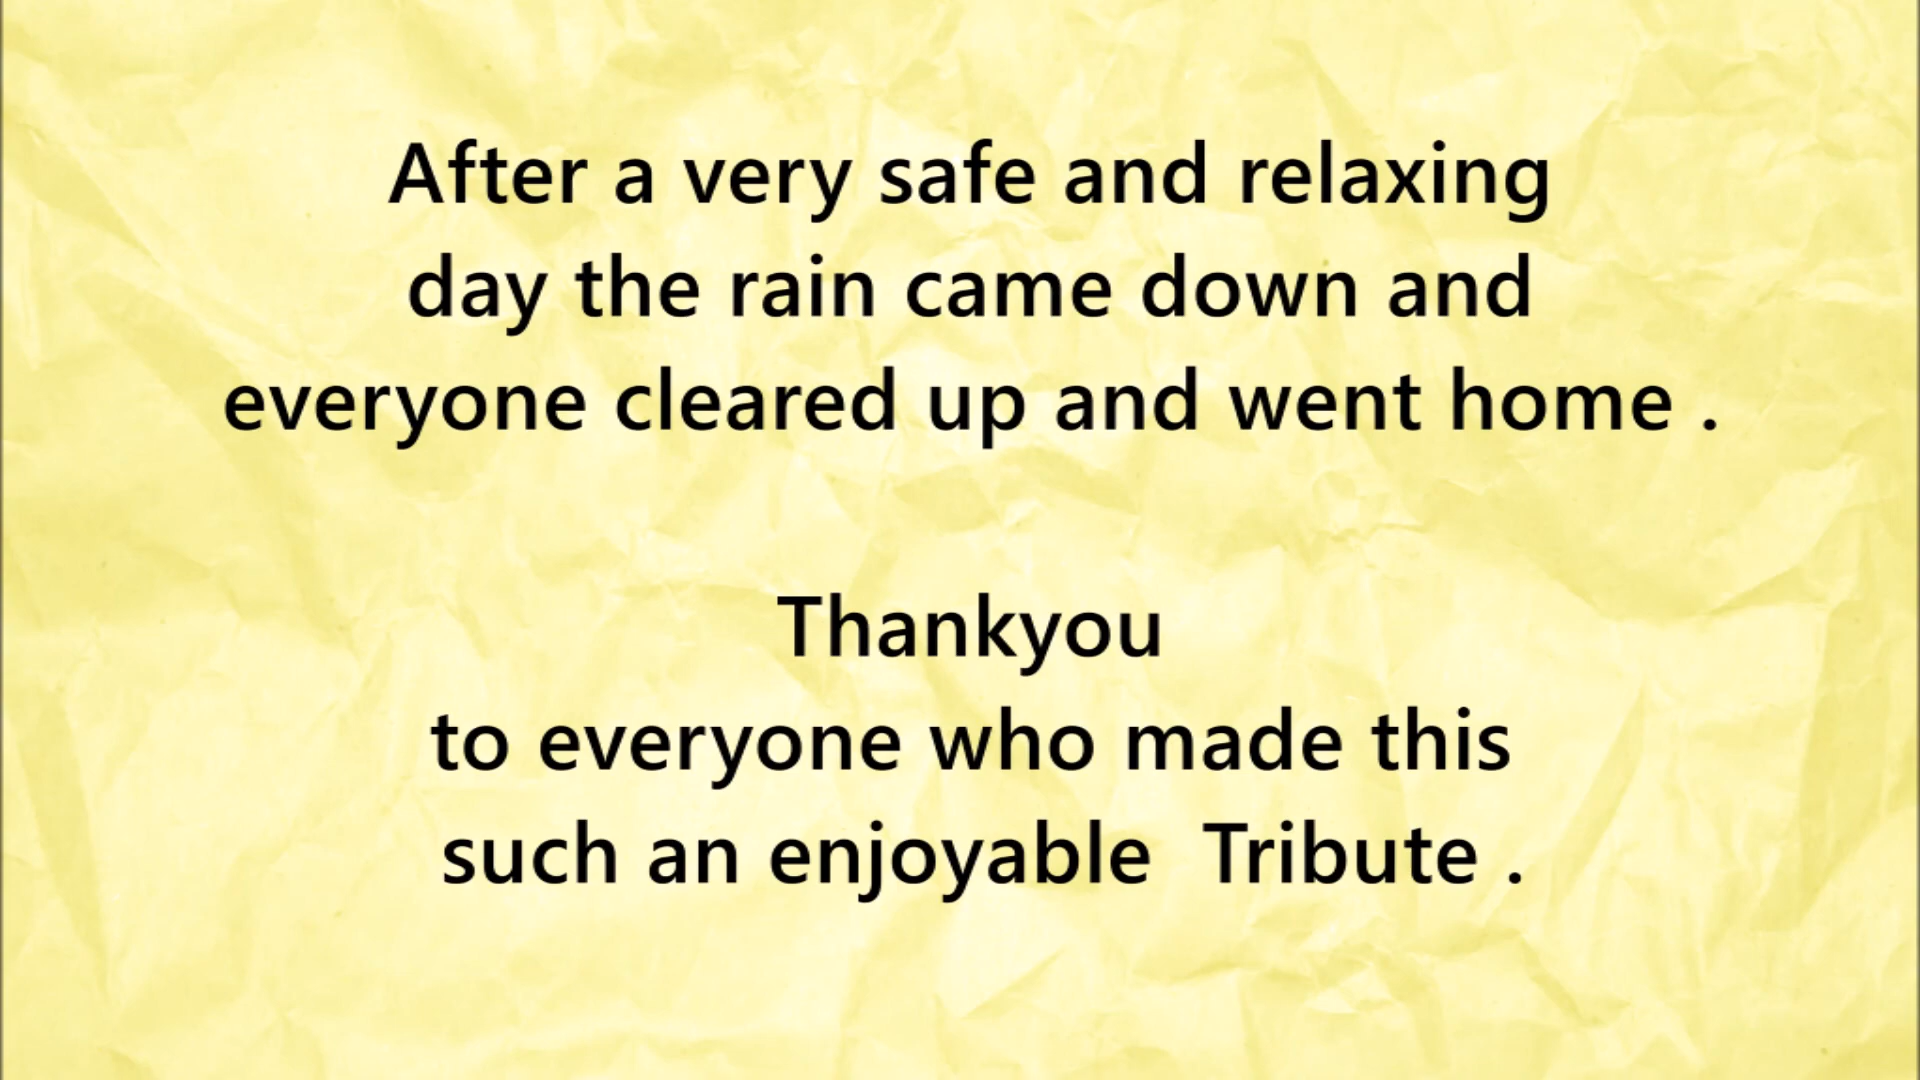 After a very safe and relaxing
day the rain came down and
everyone cleared up and went home .
Thankyou
to everyone who made this
such an enjoyable  Tribute .